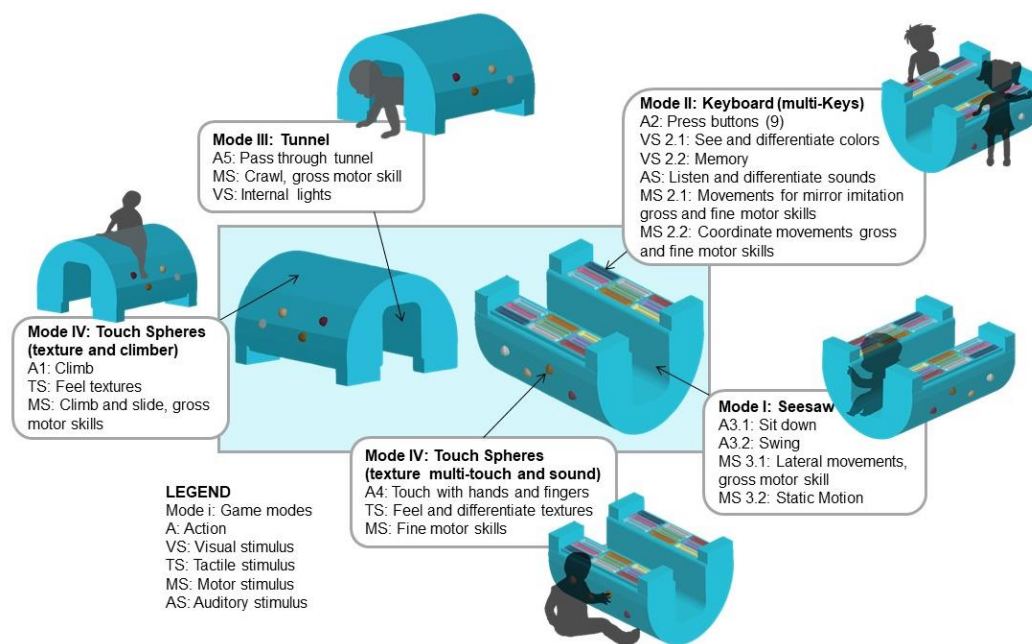 Mode III: Tunnel
A5: Pass through tunnel
MS: Crawl, gross motor skill
VS: Internal lights
Mode II: Keyboard (multi-Keys)
A2: Press buttons (9)
VS 2.1: See and differentiate colors
VS 2.2: Memory
AS: Listen and differentiate sounds
MS 2.1: Movements for mirror imitation
gross and fine motor skills
MS 2.2: Coordinate movements gross
and fine motor skills
Mode IV: Touch Spheres
(texture and climber)
A1: Climb
TS: Feel textures
MS: Climb and slide, gross
motor skills
Mode I: Seesaw
A3.1: Sit down
A3.2: Swing
MS 3.1: Lateral movements,
gross motor skill
MS 3.2: Static Motion
Mode IV: Touch Spheres
(texture multi-touch and sound)
A4: Touch with hands and fingers
TS: Feel and differentiate textures
MS: Fine motor skills
LEGEND
Mode i: Game modes
A: Action
VS: Visual stimulus
TS: Tactile stimulus
MS: Motor stimulus
AS: Auditory stimulus